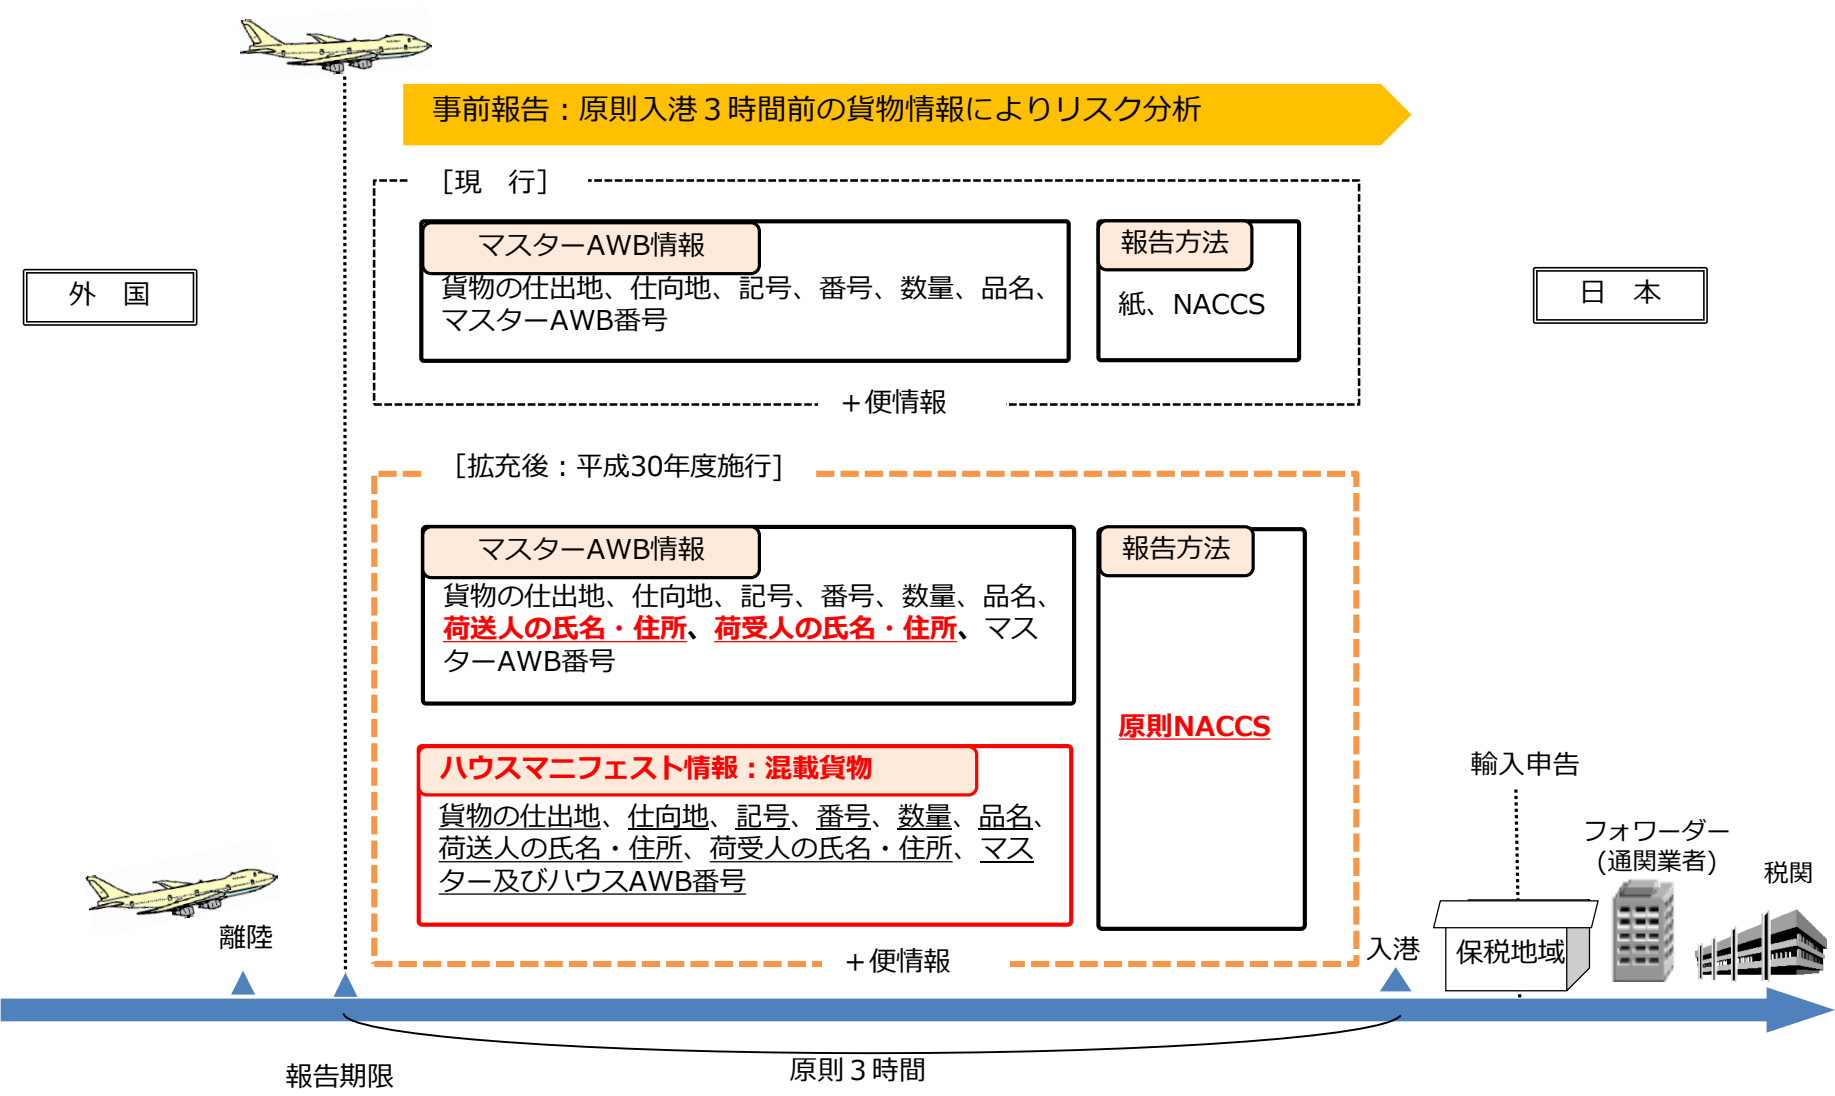 事前報告：原則入港３時間前の貨物情報によりリスク分析
［現　行］
マスターAWB情報
貨物の仕出地、仕向地、記号、番号、数量、品名、
マスターAWB番号
報告方法
紙、NACCS
＋便情報
外　国
日　本
［拡充後：平成30年度施行］
マスターAWB情報
貨物の仕出地、仕向地、記号、番号、数量、品名、
荷送人の氏名・住所、荷受人の氏名・住所、マス
ターAWB番号
報告方法
原則NACCS
ハウスマニフェスト情報：混載貨物
貨物の仕出地、仕向地、記号、番号、数量、品名、
荷送人の氏名・住所、荷受人の氏名・住所、マス
ター及びハウスAWB番号
＋便情報
離陸
入港
輸入申告
保税地域
フォワーダー
(通関業者)
税関
報告期限
原則３時間